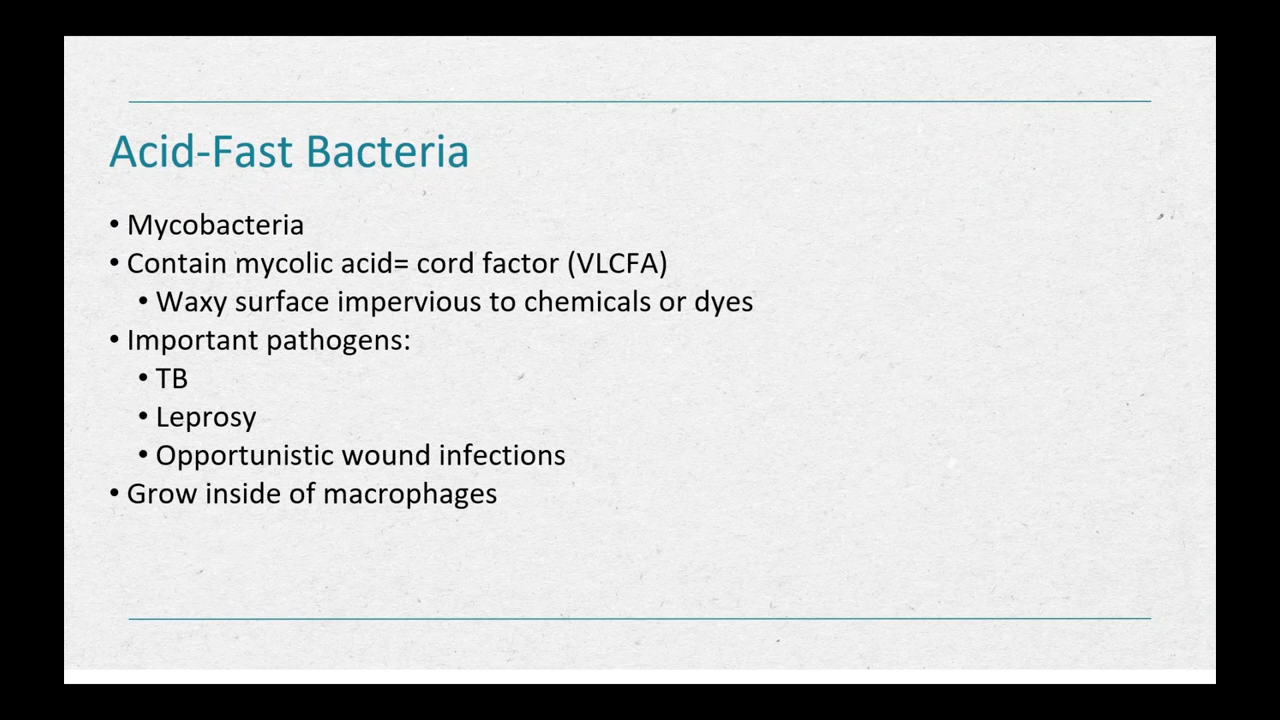 Acid-Fast Bacteria
• Mycobacteria
• Contain mycolic acid= cord factor (VLCFA)
• Waxy surface impervious to chemicals or dyes
• Important pathogens:
• TB
• Leprosy
• Opportunistic wound infections
• Grow inside of macrophages